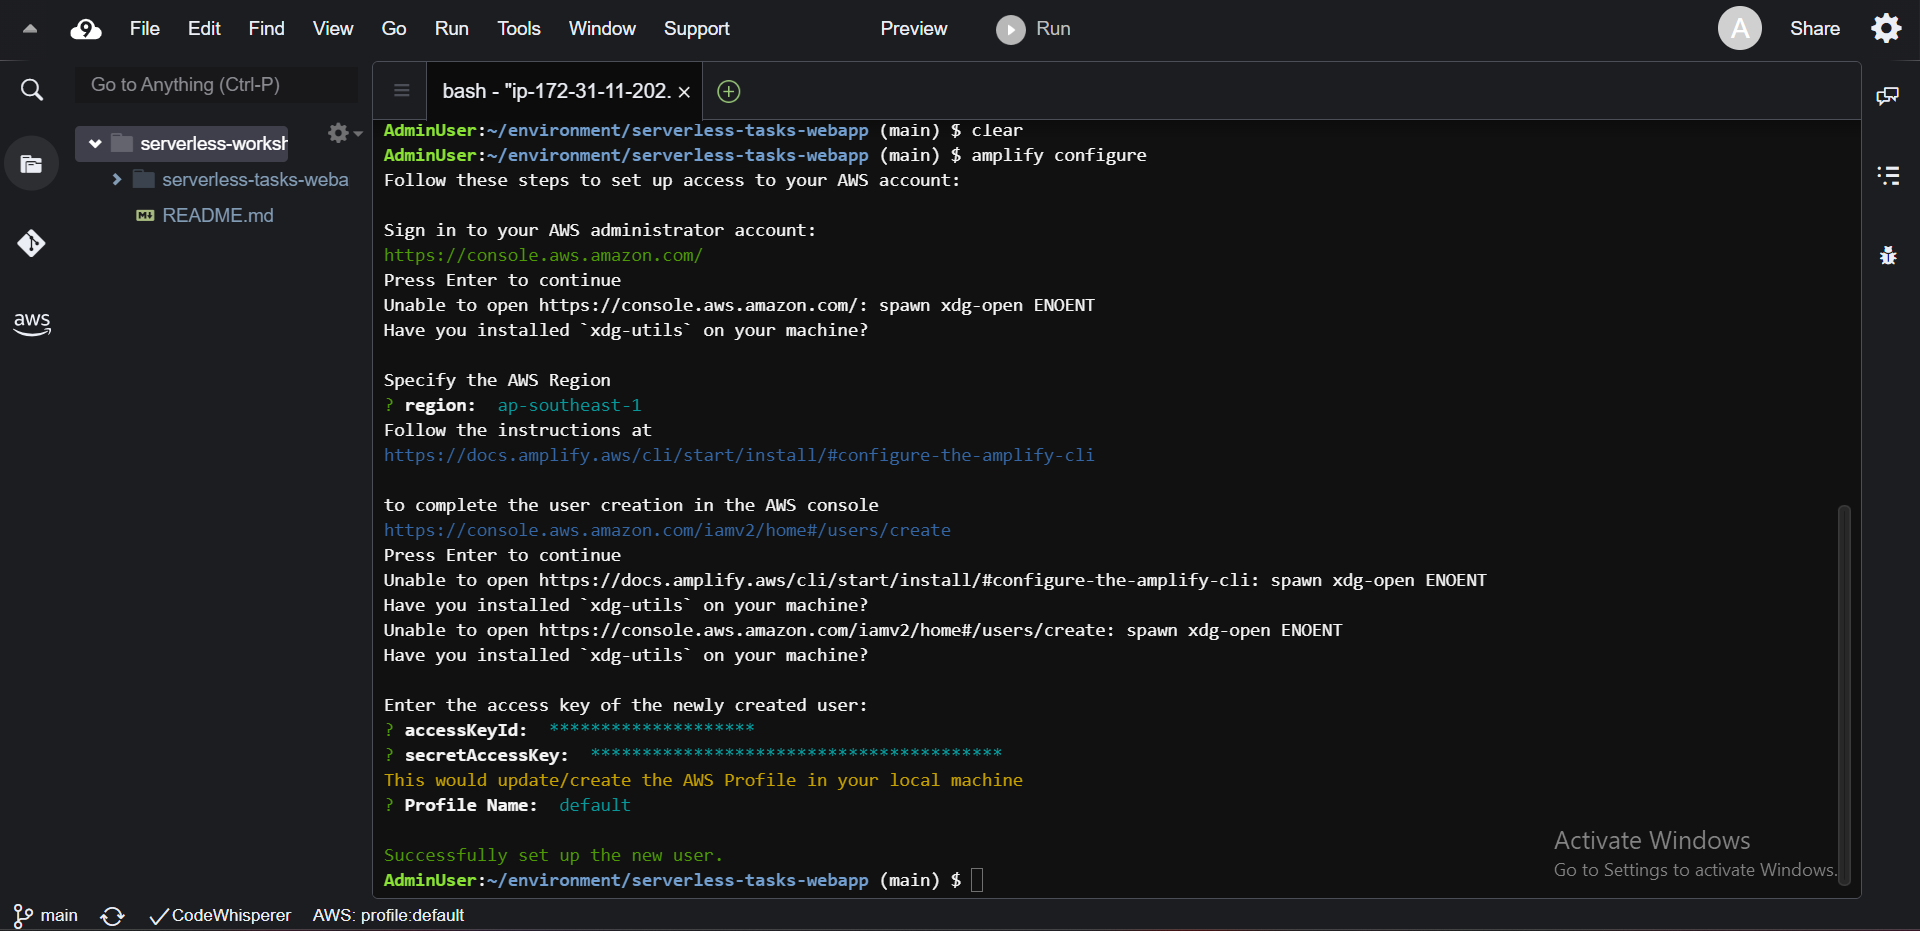 9 File Edit Find View Go Run Tools Window Support Preview Run A Share
Go to Anything (Ctrl-P)
bash - "ip-172-31-11-202. ×
serverless-worksh
serverless-tasks-weba
M↓ README.md
aws
AdminUser:~/environment/serverless-tasks-webapp (main) $ clear
AdminUser:~/environment/serverless-tasks-webapp (main) $ amplify configure
Follow these steps to set up access to your AWS account:
Sign in to your AWS administrator account:
https://console.aws.amazon.com/
Press Enter to continue
Unable to open https://console.aws.amazon.com/: spawn xdg-open ENOENT
Have you installed `xdg-utils` on your machine?
Specify the AWS Region
? region:  ap-southeast-1
Follow the instructions at
https://docs.amplify.aws/cli/start/install/#configure-the-amplify-cli
to complete the user creation in the AWS console
https://console.aws.amazon.com/iamv2/home#/users/create
Press Enter to continue
Unable to open https://docs.amplify.aws/cli/start/install/#configure-the-amplify-cli: spawn xdg-open ENOENT
Have you installed `xdg-utils` on your machine?
Unable to open https://console.aws.amazon.com/iamv2/home#/users/create: spawn xdg-open ENOENT
Have you installed `xdg-utils` on your machine?
Enter the access key of the newly created user:
? accessKeyId:  ********************
? secretAccessKey:  ****************************************
This would update/create the AWS Profile in your local machine
? Profile Name:  default
Successfully set up the new user.
AdminUser:~/environment/serverless-tasks-webapp (main) $
Activate Windows
Go to Settings to activate Windows.
main CodeWhisperer AWS: profile:default